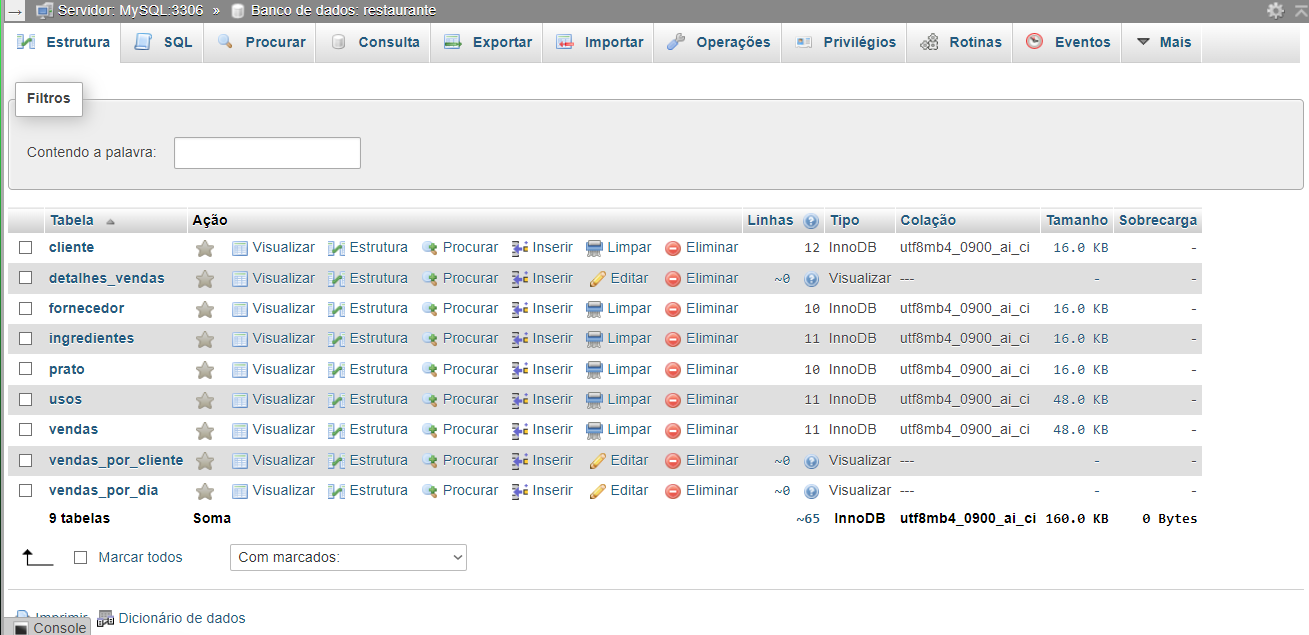 Servidor: MySQL:3306 » Banco de dados: restaurante
Estrutura SQL Procurar Consulta Exportar Importar Operações Privilégios Rotinas Eventos Mais
Filtros
Contendo a palavra:
Tabela Ação Linhas Tipo Colação Tamanho Sobrecarga
cliente Visualizar Estrutura Procurar Inserir Limpar Eliminar 12 InnoDB utf8mb4_0900_ai_ci 16.0 KB -
detalhes_vendas Visualizar Estrutura Procurar Inserir Editar Eliminar ~0 Visualizar --- - -
fornecedor Visualizar Estrutura Procurar Inserir Limpar Eliminar 10 InnoDB utf8mb4_0900_ai_ci 16.0 KB -
ingredientes Visualizar Estrutura Procurar Inserir Limpar Eliminar 11 InnoDB utf8mb4_0900_ai_ci 16.0 KB -
prato Visualizar Estrutura Procurar Inserir Limpar Eliminar 10 InnoDB utf8mb4_0900_ai_ci 16.0 KB -
usos Visualizar Estrutura Procurar Inserir Limpar Eliminar 11 InnoDB utf8mb4_0900_ai_ci 48.0 KB -
vendas Visualizar Estrutura Procurar Inserir Limpar Eliminar 11 InnoDB utf8mb4_0900_ai_ci 48.0 KB -
vendas_por_cliente Visualizar Estrutura Procurar Inserir Editar Eliminar ~0 Visualizar --- - -
vendas_por_dia Visualizar Estrutura Procurar Inserir Editar Eliminar ~0 Visualizar --- - -
9 tabelas Soma ~65 InnoDB utf8mb4_0900_ai_ci 160.0 KB 0 Bytes
Marcar todos Com marcados:
Imprimir Dicionário de dados
Console